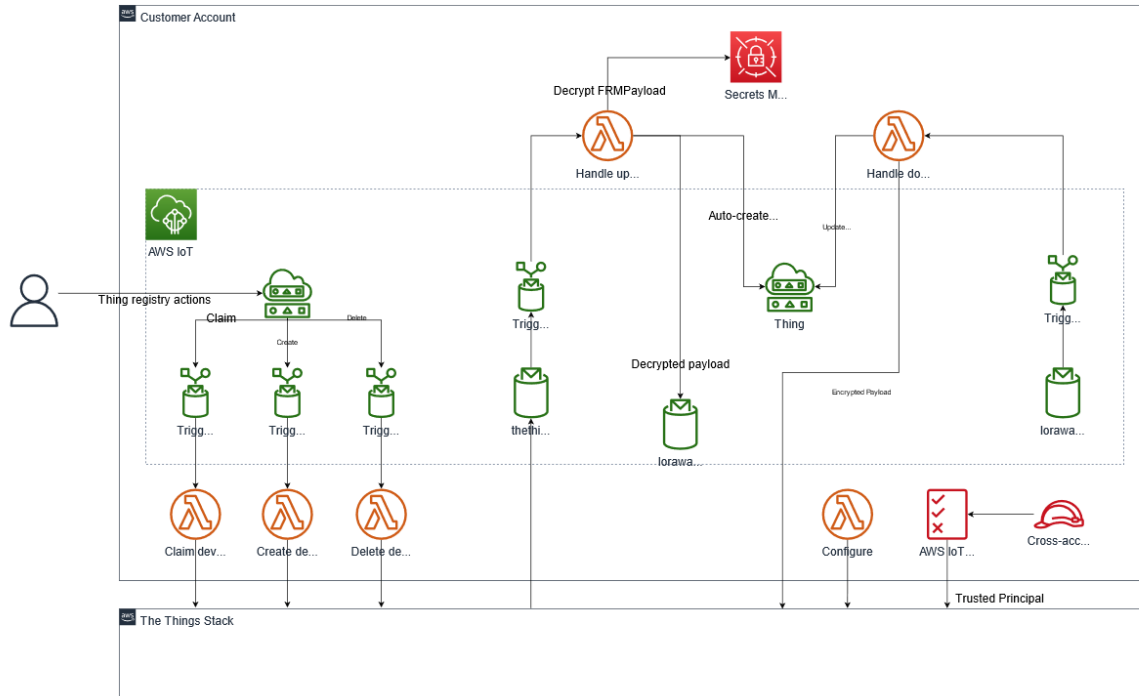 aws
Customer Account
Secrets M...
Decrypt FRMPayload
Handle up...
Handle do...
AWS IoT
Auto-create...
Update...
Thing registry actions
Claim
Create
Delete
Trigg...
Thing
Trigg...
Decrypted payload
Encrypted Payload
Trigg...
Trigg...
Trigg...
thethi...
lorawa...
lorawa...
Claim dev...
Create de...
Delete de...
Configure
AWS IoT...
Cross-acc...
Trusted Principal
aws
The Things Stack